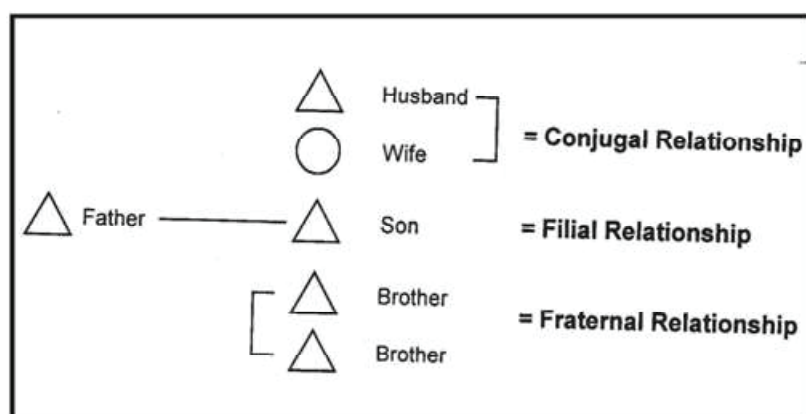 Husband
= Conjugal Relationship
Wife
Father Son = Filial Relationship
Brother
= Fraternal Relationship
Brother